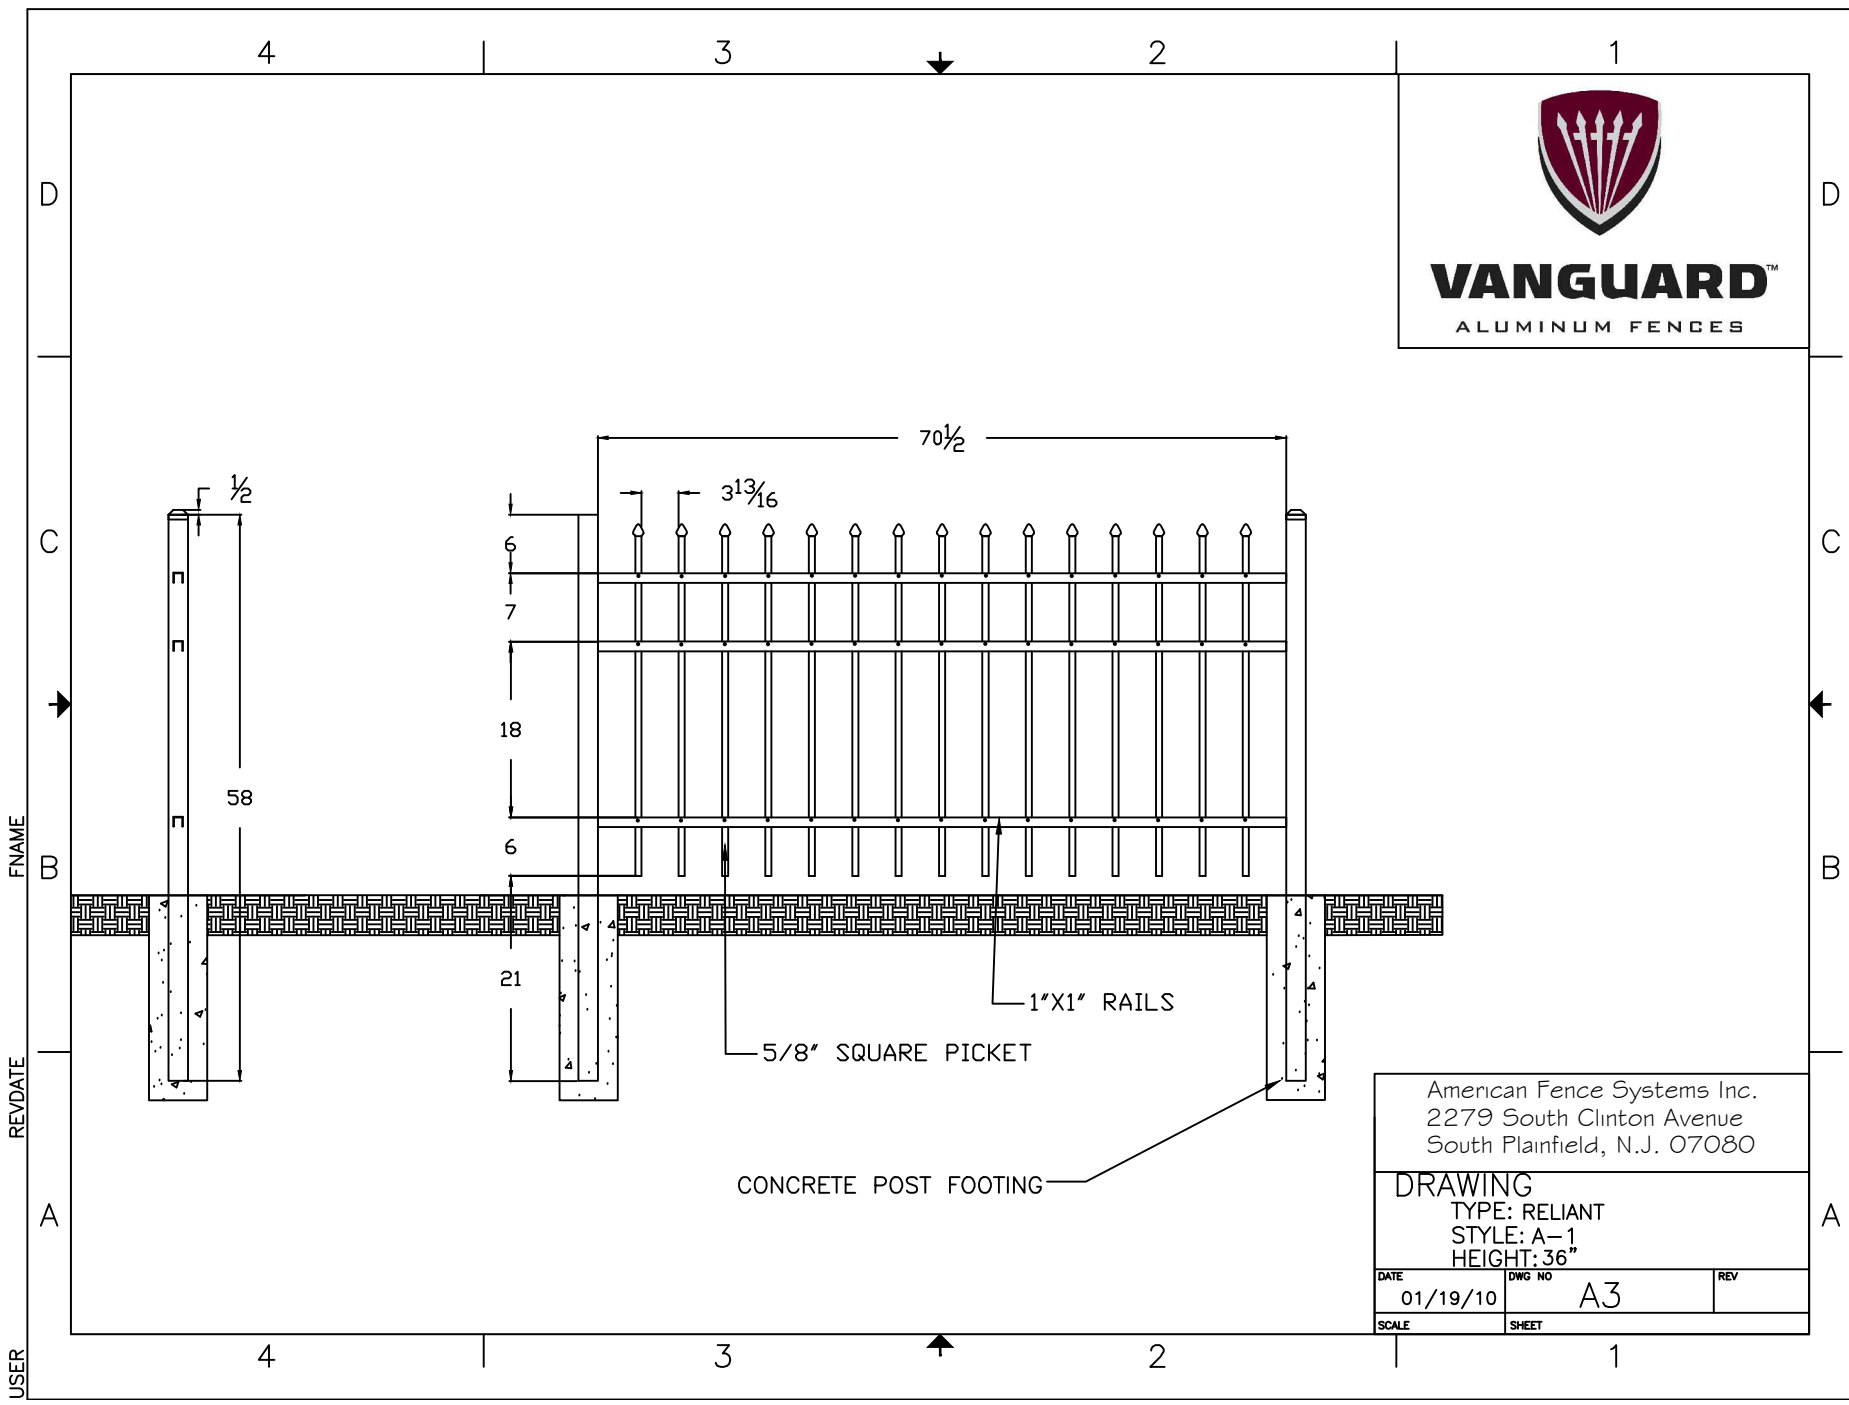 4 3 2 1
D
D
VANGUARD™
ALUMINUM FENCES
70½
½
3 13/16
6
C
C
7
18
58
6
B
B
FNAME
21
1"X1" RAILS
5/8" SQUARE PICKET
REVDATE
CONCRETE POST FOOTING
American Fence Systems Inc.
2279 South Clinton Avenue
South Plainfield, N.J. 07080
DRAWING
TYPE: RELIANT
STYLE: A-1
HEIGHT: 36"
A
A
DATE
01/19/10
DWG NO
A3
REV
SCALE
SHEET
USER
4 3 2 1